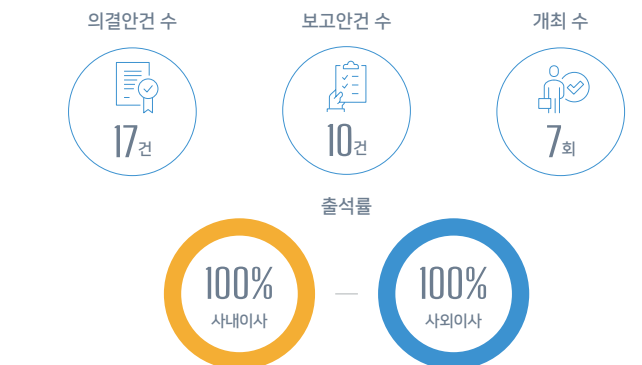 의결안건 수
보고안건 수
개최 수
17건
10건
7회
출석률
100%
사내이사
100%
사외이사